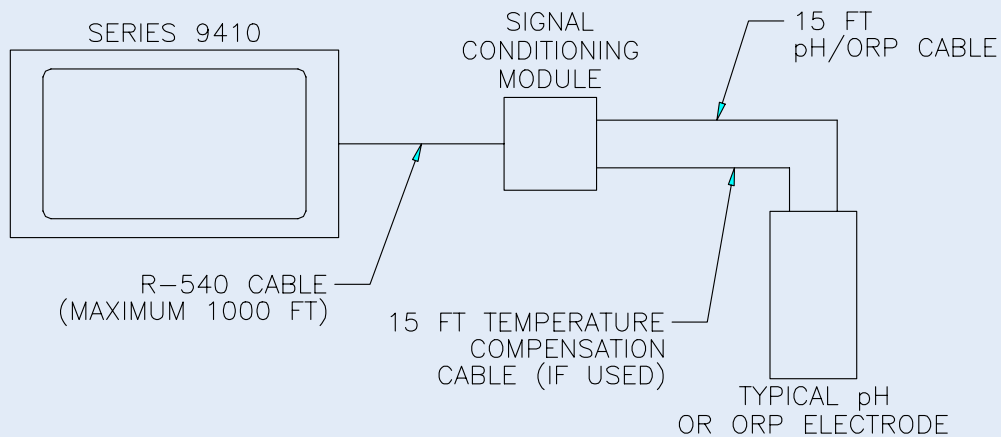 SERIES 9410
SIGNAL
CONDITIONING
MODULE
15 FT
pH/ORP CABLE
R-540 CABLE
(MAXIMUM 1000 FT)
15 FT TEMPERATURE
COMPENSATION
CABLE (IF USED)
TYPICAL pH
OR ORP ELECTRODE